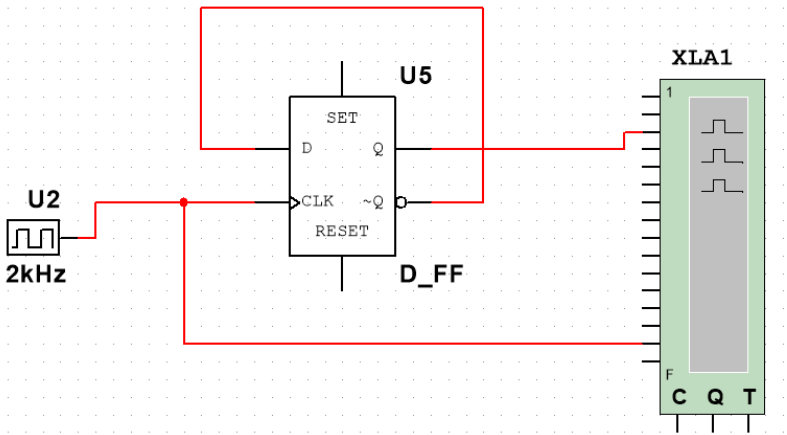 XLA1
U5
1
SET
D Q
U2
CLK ~Q
RESET
2kHz
D_FF
F
C Q T